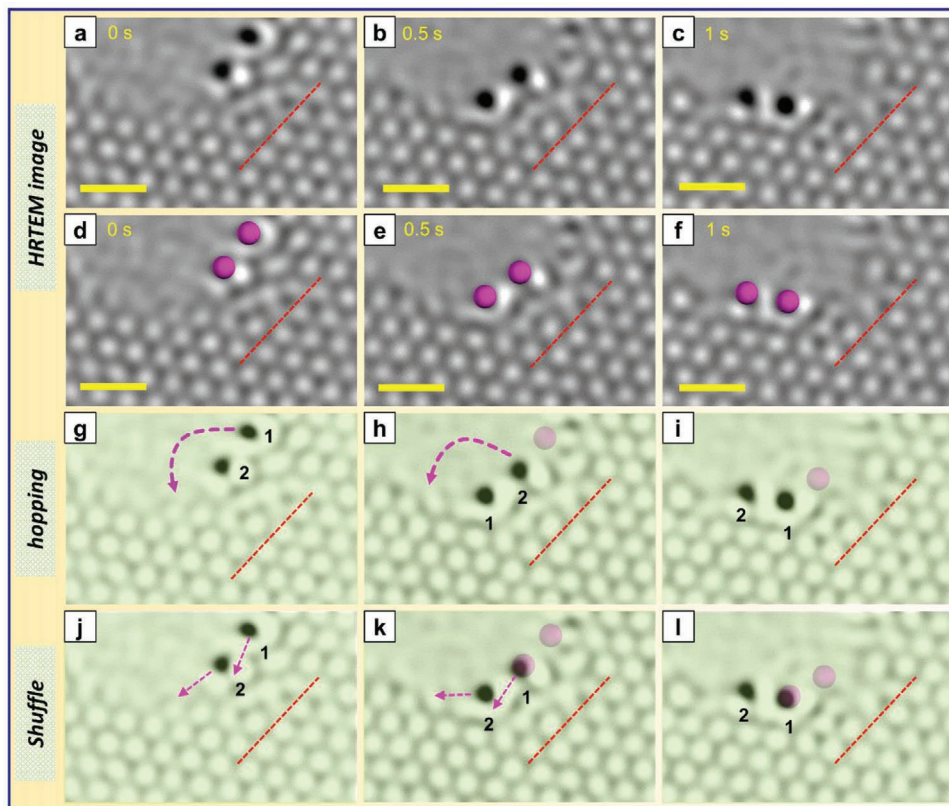 HRTEM image
a 0 s
b 0.5 s
c 1 s
d 0 s
e 0.5 s
f 1 s
hopping
g 1 2
h 2 1
i 2 1
Shuffle
j 1 2
k 1 2
l 2 1